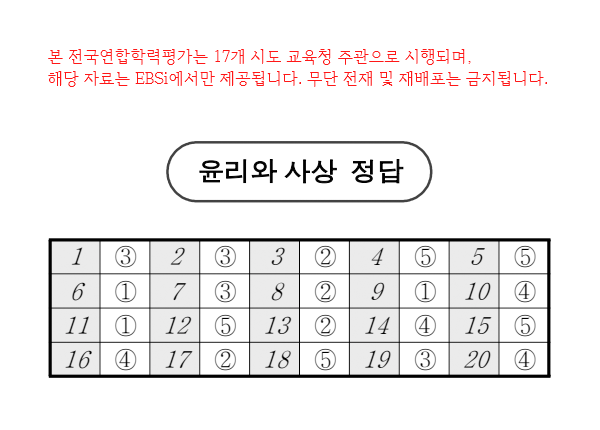 본 전국연합학력평가는 17개 시도 교육청 주관으로 시행되며,
해당 자료는 EBSi에서만 제공됩니다. 무단 전재 및 재배포는 금지됩니다.
윤리와 사상 정답
1 ③ 2 ③ 3 ② 4 ⑤ 5 ⑤
6 ① 7 ③ 8 ② 9 ① 10 ④
11 ① 12 ⑤ 13 ② 14 ④ 15 ⑤
16 ④ 17 ② 18 ⑤ 19 ③ 20 ④